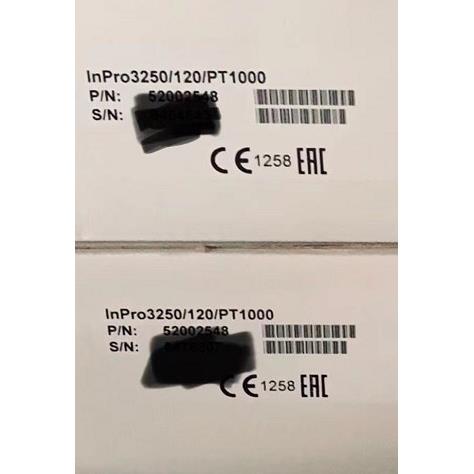 InPro3250/120/PT1000
P/N: 52002548
S/N:
CE 1258 EAC
InPro3250/120/PT1000
P/N: 52002548
S/N:
CE 1258 EAC